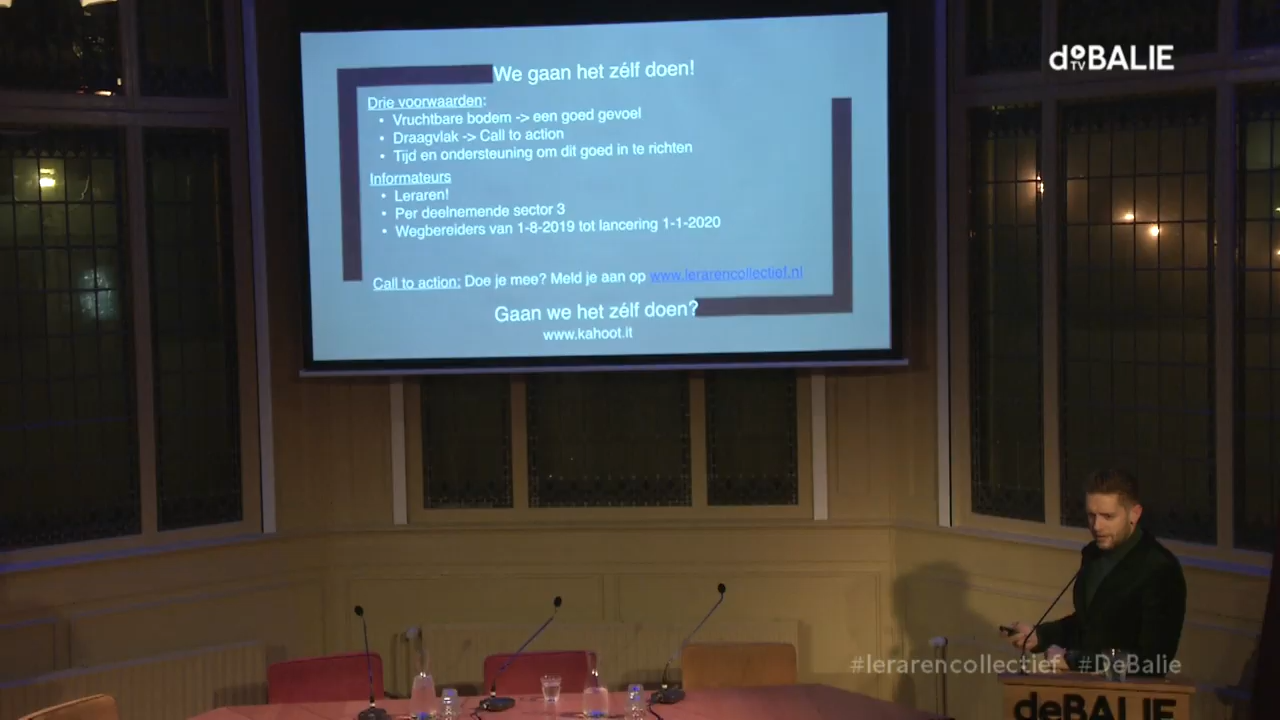 doBALIE
TV
We gaan het zélf doen!
Drie voorwaarden:
• Vruchtbare bodem -> een goed gevoel
• Draagvlak -> Call to action
• Tijd en ondersteuning om dit goed in te richten
Informateurs
• Leraren!
• Per deelnemende sector 3
• Wegbereiders van 1-8-2019 tot lancering 1-1-2020
Call to action: Doe je mee? Meld je aan op www.lerarencollectief.nl
Gaan we het zélf doen?
www.kahoot.it
#lerarencollectief #DeBalie
deBALIE